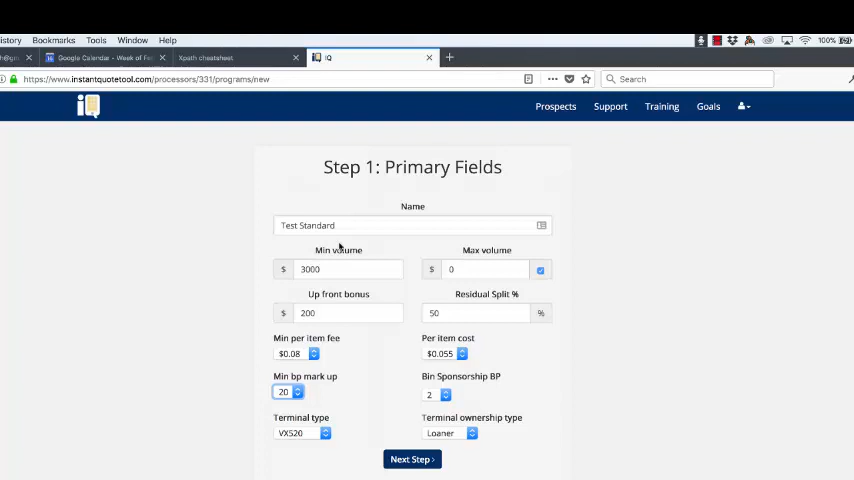 istory Bookmarks Tools Window Help 100%
h@go Google Calendar - Week of Fe Xpath cheatsheet IQ
https://www.instantquotetool.com/processors/331/programs/new Search
iQ Prospects Support Training Goals
Step 1: Primary Fields
Name
Test Standard
Min volume Max volume
$ 3000 $ 0
Up front bonus Residual Split %
$ 200 50 %
Min per item fee Per item cost
$0.08 $0.055
Min bp mark up Bin Sponsorship BP
20 2
Terminal type Terminal ownership type
VX520 Loaner
Next Step ›